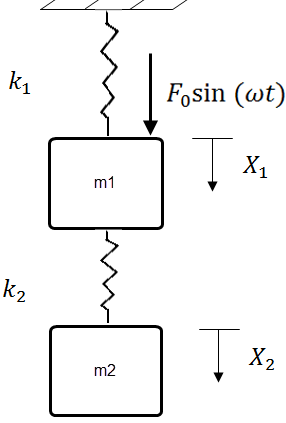 k₁
F₀sin (ωt)
m1
X₁
k₂
m2
X₂